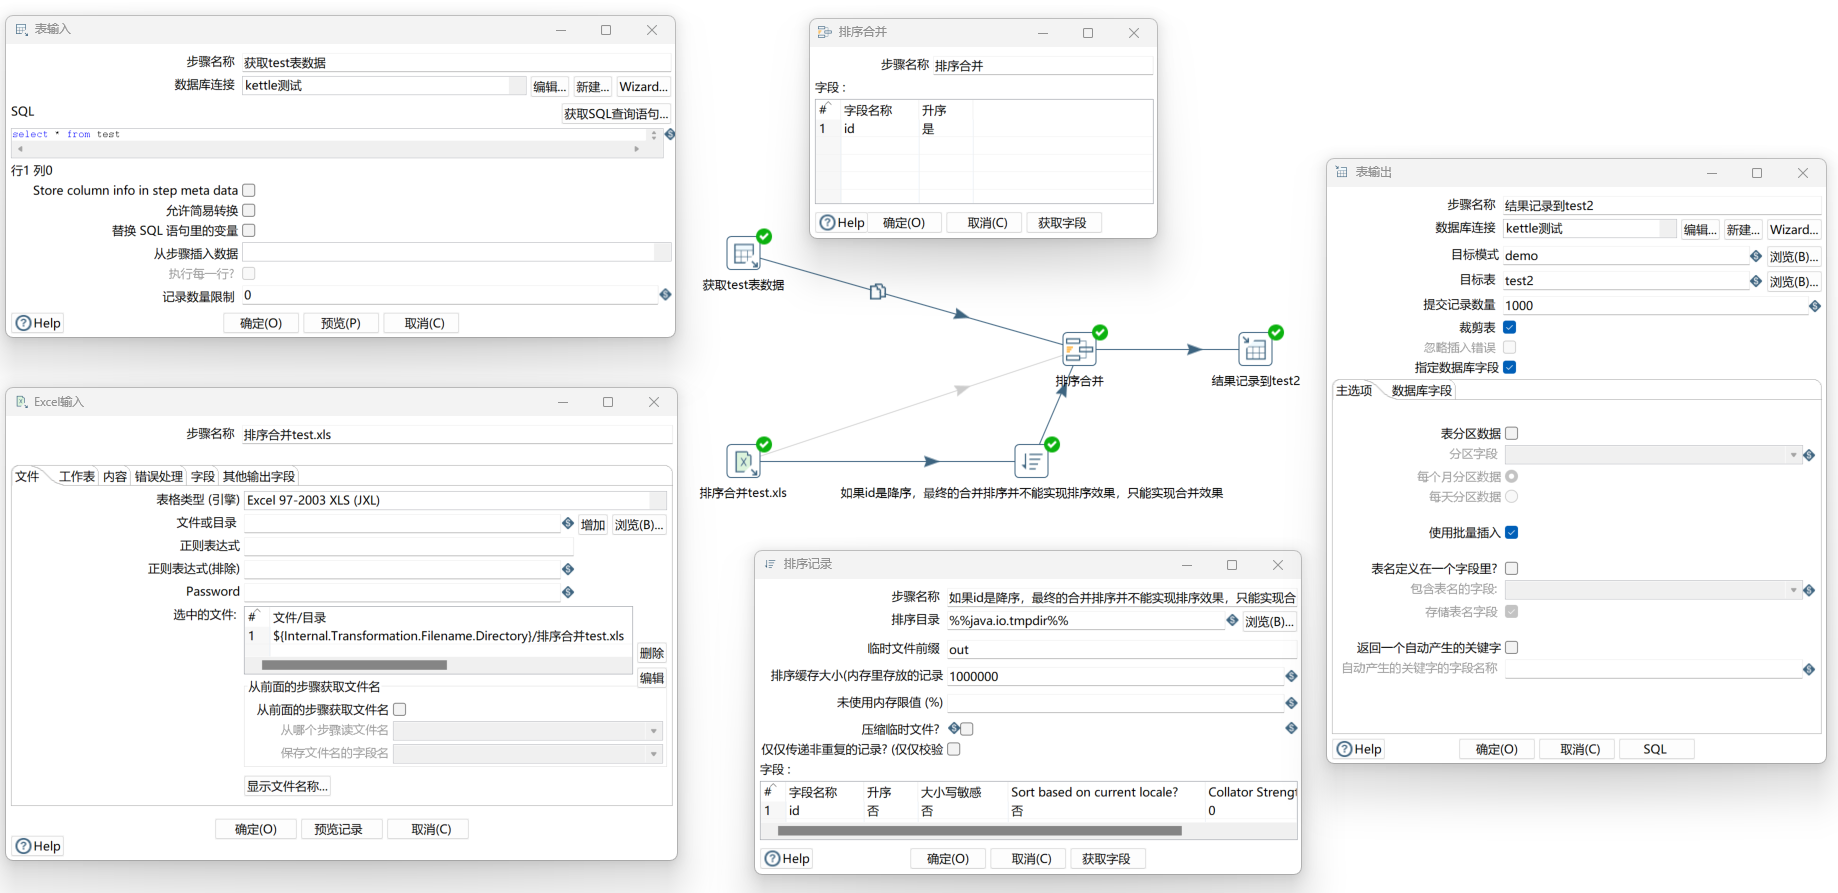 表输入
步骤名称 获取test表数据
数据库连接 kettle测试 编辑... 新建... Wizard...
SQL 获取SQL查询语句...
select * from test
行1 列0
Store column info in step meta data
允许简易转换
替换 SQL 语句里的变量
从步骤插入数据
执行每一行?
记录数量限制 0
Help 确定(O) 预览(P) 取消(C)
排序合并
步骤名称 排序合并
字段 :
# 字段名称 升序
1 id 是
Help 确定(O) 取消(C) 获取字段
获取test表数据
排序合并
结果记录到test2
排序合并test.xls
如果id是降序，最终的合并排序并不能实现排序效果，只能实现合并效果
Excel输入
步骤名称 排序合并test.xls
文件 工作表 内容 错误处理 字段 其他输出字段
表格类型 (引擎) Excel 97-2003 XLS (JXL)
文件或目录 增加 浏览(B)...
正则表达式
正则表达式(排除)
Password
选中的文件: # 文件/目录
1 ${Internal.Transformation.Filename.Directory}/排序合并test.xls
删除
编辑
从前面的步骤获取文件名
从前面的步骤获取文件名
从哪个步骤读文件名
保存文件名的字段名
显示文件名称...
确定(O) 预览记录 取消(C)
Help
排序记录
步骤名称 如果id是降序，最终的合并排序并不能实现排序效果，只能实现合
排序目录 %%java.io.tmpdir%% 浏览(B)...
临时文件前缀 out
排序缓存大小(内存里存放的记录 1000000
未使用内存限值 (%)
压缩临时文件?
仅仅传递非重复的记录? (仅仅校验
字段 :
# 字段名称 升序 大小写敏感 Sort based on current locale? Collator Strengt
1 id 否 否 否 0
Help 确定(O) 取消(C) 获取字段
表输出
步骤名称 结果记录到test2
数据库连接 kettle测试 编辑... 新建... Wizard...
目标模式 demo 浏览(B)...
目标表 test2 浏览(B)...
提交记录数量 1000
裁剪表
忽略插入错误
指定数据库字段
主选项 数据库字段
表分区数据
分区字段
每个月分区数据
每天分区数据
使用批量插入
表名定义在一个字段里?
包含表名的字段:
存储表名字段
返回一个自动产生的关键字
自动产生的关键字的字段名称
Help 确定(O) 取消(C) SQL